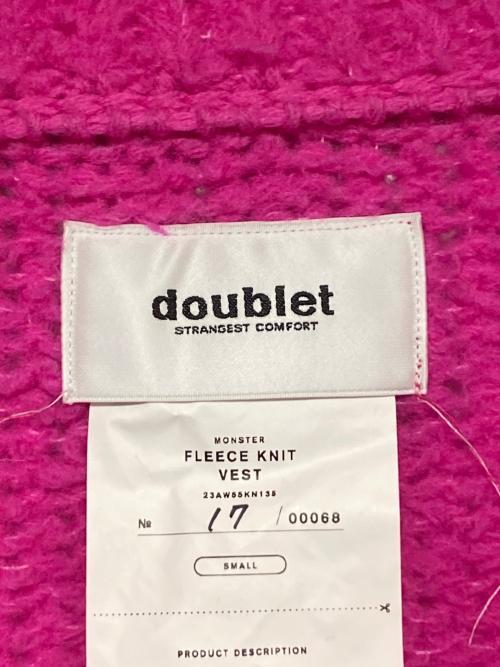 doublet
STRANGEST COMFORT
MONSTER
FLEECE KNIT
VEST
23AW55KN135
№ 17 / 00068
SMALL
PRODUCT DESCRIPTION